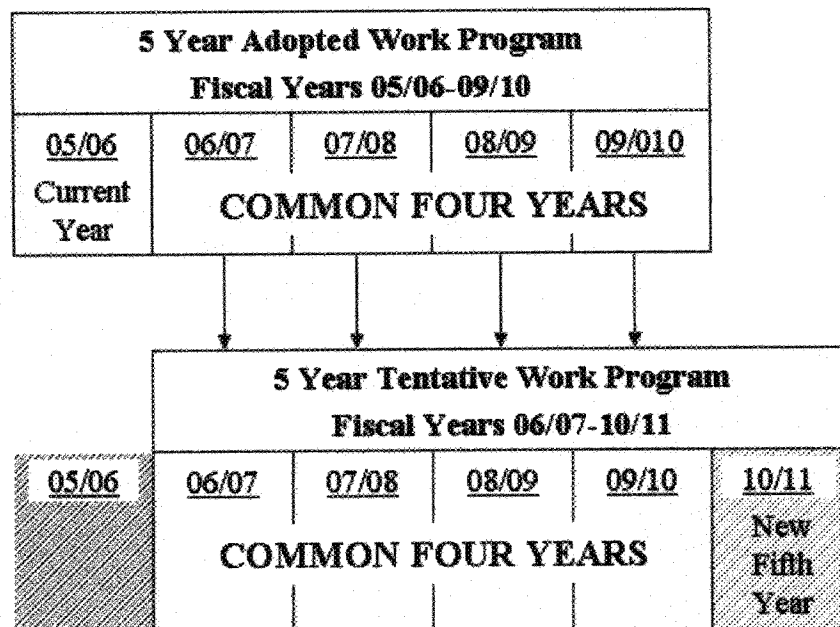 5 Year Adopted Work Program
Fiscal Years 05/06-09/10
05/06 06/07 07/08 08/09 09/010
Current
Year
COMMON FOUR YEARS
5 Year Tentative Work Program
Fiscal Years 06/07-10/11
05/06 06/07 07/08 08/09 09/10 10/11
COMMON FOUR YEARS
New
Fifth
Year